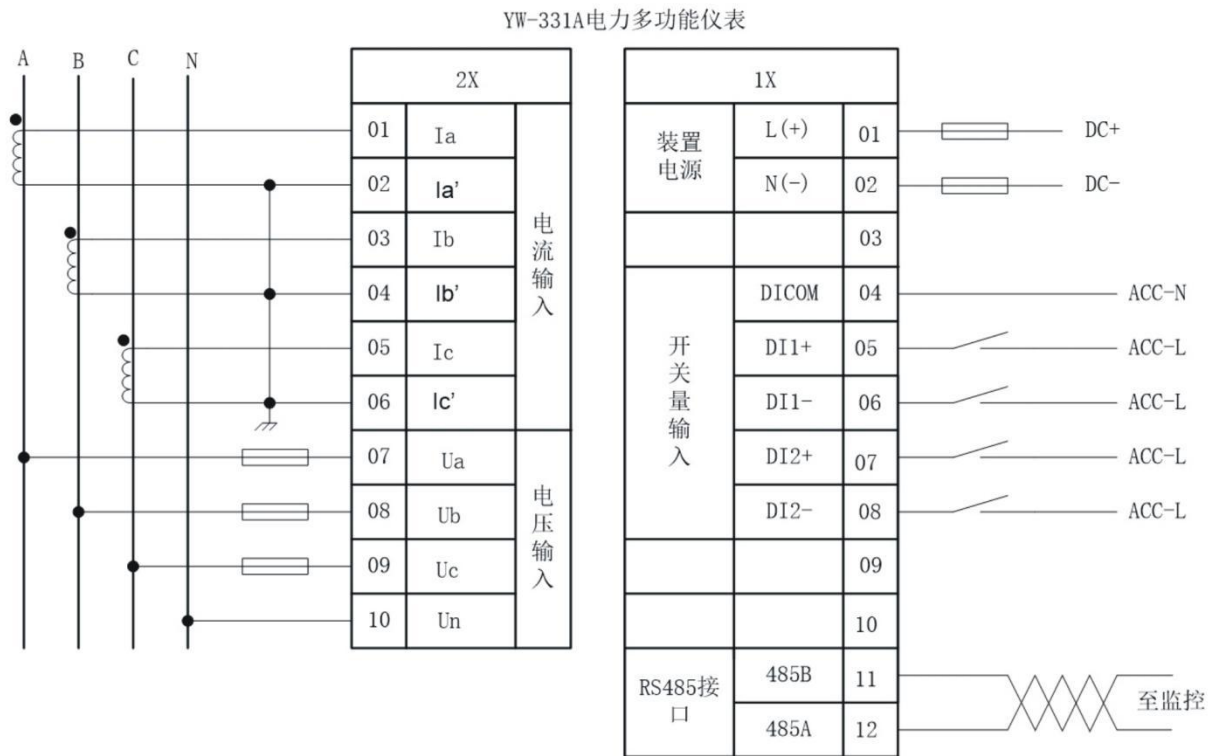 YW-331A电力多功能仪表
A B C N
2X
01 Ia
02 Ia'
03 Ib
04 Ib'
05 Ic
06 Ic'
电流输入
07 Ua
08 Ub
09 Uc
10 Un
电压输入
1X
装置
电源
L(+) 01 DC+
N(-) 02 DC-
03
开关量输入
DICOM 04 ACC-N
DI1+ 05 ACC-L
DI1- 06 ACC-L
DI2+ 07 ACC-L
DI2- 08 ACC-L
09
10
RS485接
口
485B 11
485A 12
至监控